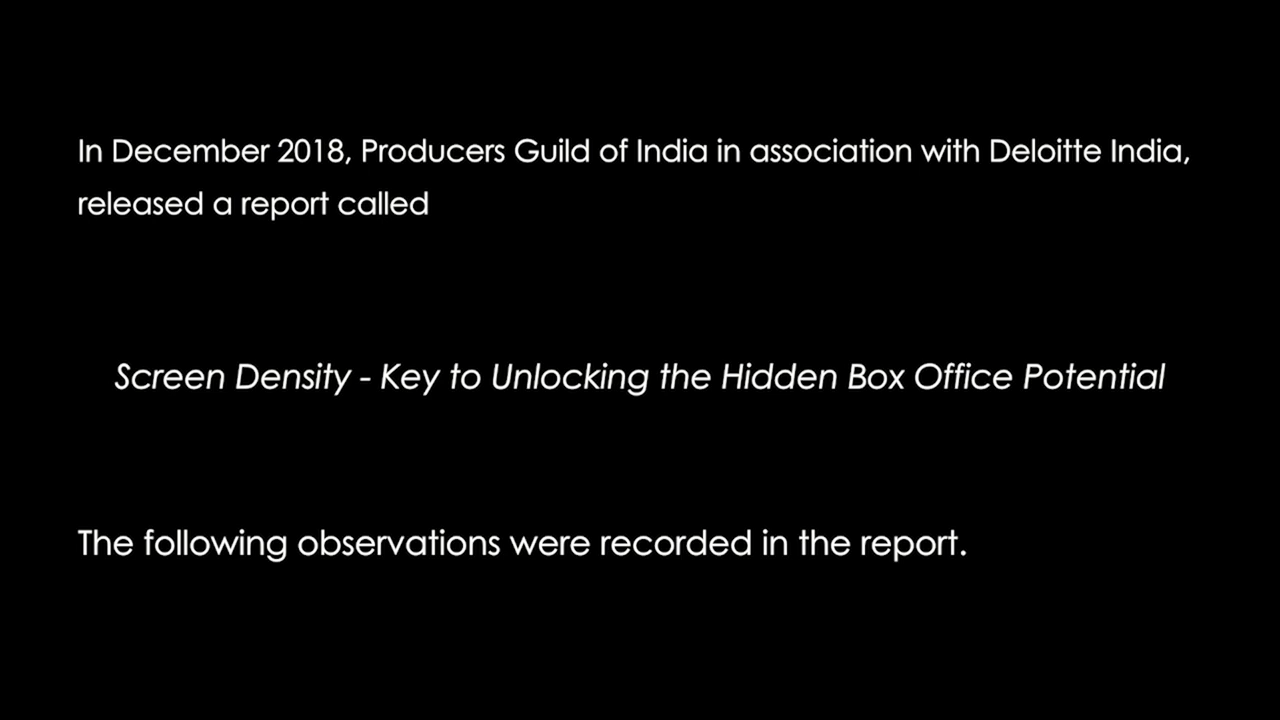 In December 2018, Producers Guild of India in association with Deloitte India,
released a report called
Screen Density - Key to Unlocking the Hidden Box Office Potential
The following observations were recorded in the report.